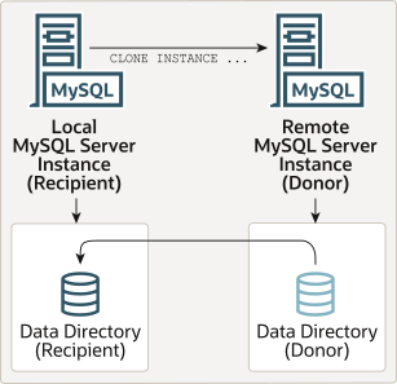 CLONE INSTANCE ...
MySQL
MySQL
Local
MySQL Server
Instance
(Recipient)
Remote
MySQL Server
Instance
(Donor)
Data Directory
(Recipient)
Data Directory
(Donor)